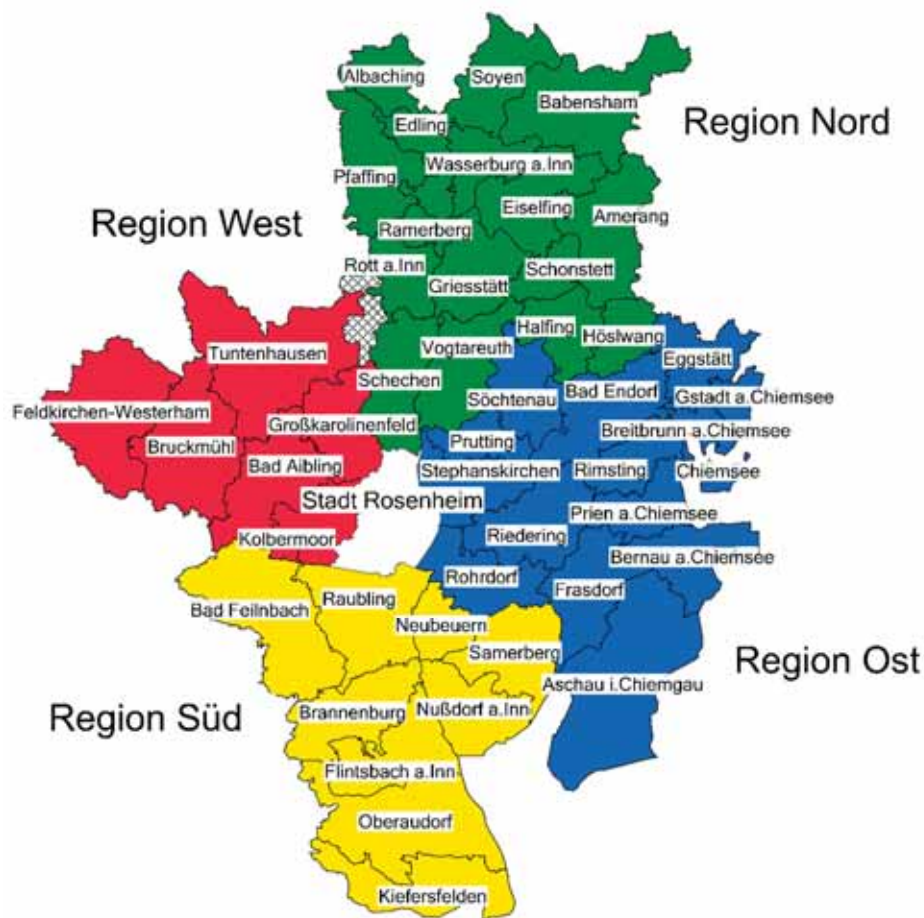 Albaching
Soyen
Babensham
Region Nord
Edling
Wasserburg a.Inn
Pfaffing
Eiselfing
Amerang
Region West
Ramerberg
Rott a.Inn
Schonstett
Griesstätt
Halfing
Höslwang
Vogtareuth
Tuntenhausen
Eggstätt
Schechen
Bad Endorf
Gstadt a.Chiemsee
Söchtenau
Feldkirchen-Westerham
Großkarolinenfeld
Breitbrunn a.Chiemsee
Bruckmühl
Prutting
Bad Aibling
Stephanskirchen
Rimsting
Chiemsee
Stadt Rosenheim
Prien a.Chiemsee
Kolbermoor
Riedering
Bernau a.Chiemsee
Rohrdorf
Frasdorf
Raubling
Bad Feilnbach
Neubeuern
Samerberg
Region Ost
Aschau i.Chiemgau
Region Süd
Brannenburg
Nußdorf a.Inn
Flintsbach a.Inn
Oberaudorf
Kiefersfelden